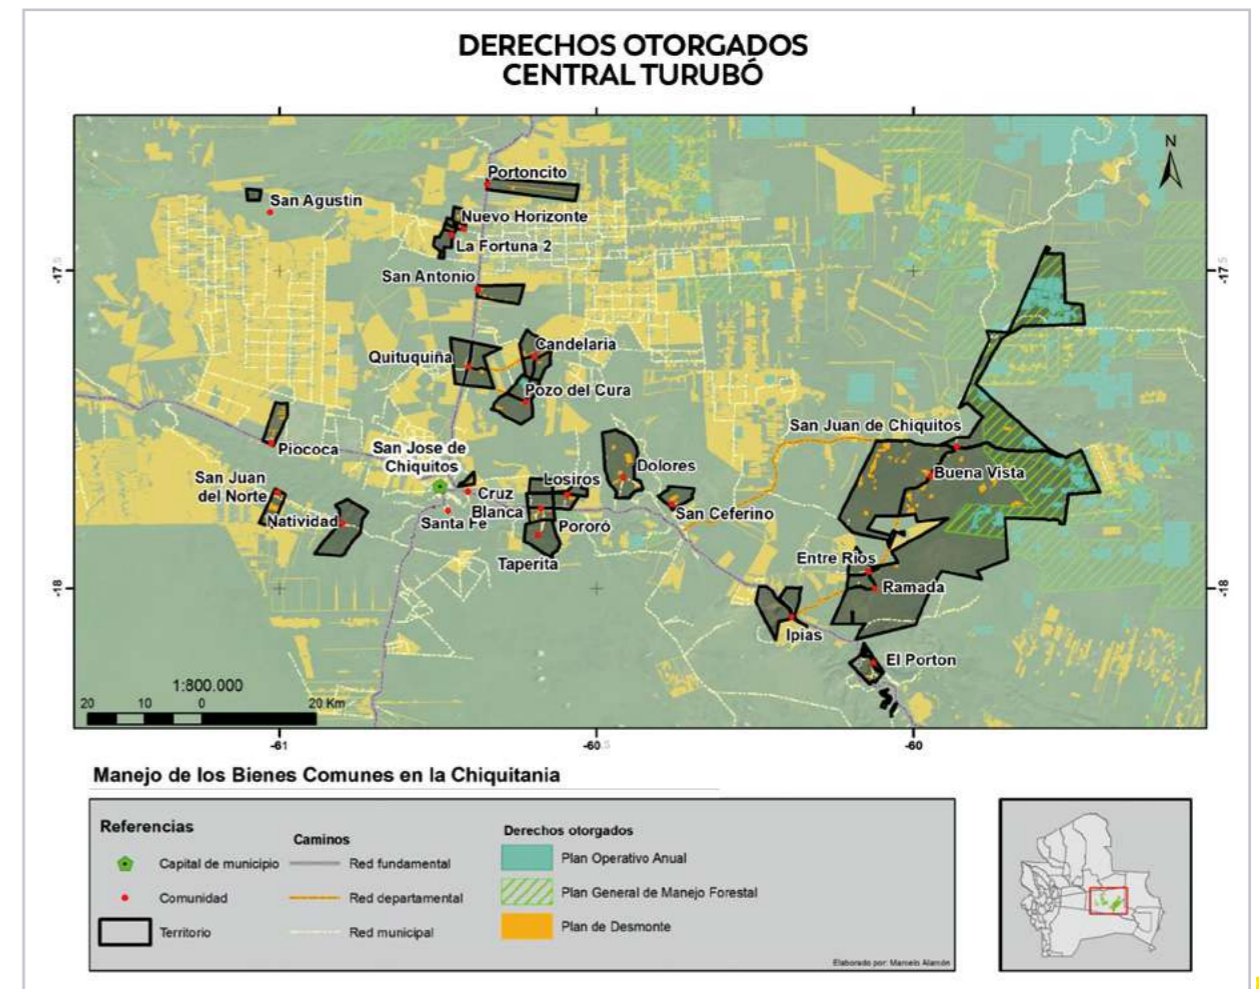 DERECHOS OTORGADOS
CENTRAL TURUBÓ
N
Portoncito
San Agustin
Nuevo Horizonte
La Fortuna 2
-17.5
-17.5
San Antonio
Candelaria
Quituquiña
Pozo del Cura
San Juan de Chiquitos
Piococa
San Jose de
Chiquitos
Dolores
Buena Vista
San Juan
del Norte
Losiros
Cruz
Blanca
San Ceferino
Natividad
Santa Fe
Pororó
Taperita
Entre Rios
-18
-18
Ramada
Ipias
El Porton
1:800.000
20 10 0 20 Km
-61 -60.5 -60
Manejo de los Bienes Comunes en la Chiquitania
Referencias
Capital de municipio
Comunidad
Territorio
Caminos
Red fundamental
Red departamental
Red municipal
Derechos otorgados
Plan Operativo Anual
Plan General de Manejo Forestal
Plan de Desmonte
Elaborado por: Marcelo Alarcón